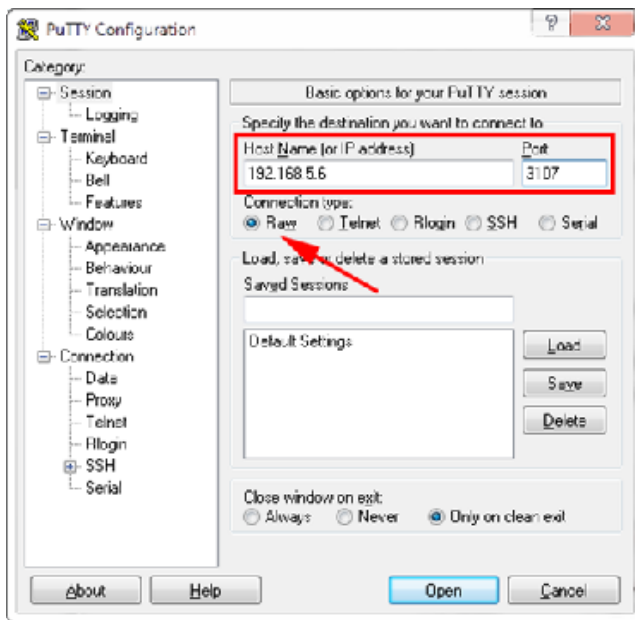 PuTTY Configuration
Category:
Session
Logging
Terminal
Keyboard
Bell
Features
Window
Appearance
Behaviour
Translation
Selection
Colours
Connection
Data
Proxy
Telnet
Rlogin
SSH
Serial
Basic options for your PuTTY session
Specify the destination you want to connect to
Host Name (or IP address) Port
192.168.5.6 3107
Connection type:
Raw Telnet Rlogin SSH Serial
Load, save or delete a stored session
Saved Sessions
Default Settings
Load
Save
Delete
Close window on exit:
Always Never Only on clean exit
About Help Open Cancel